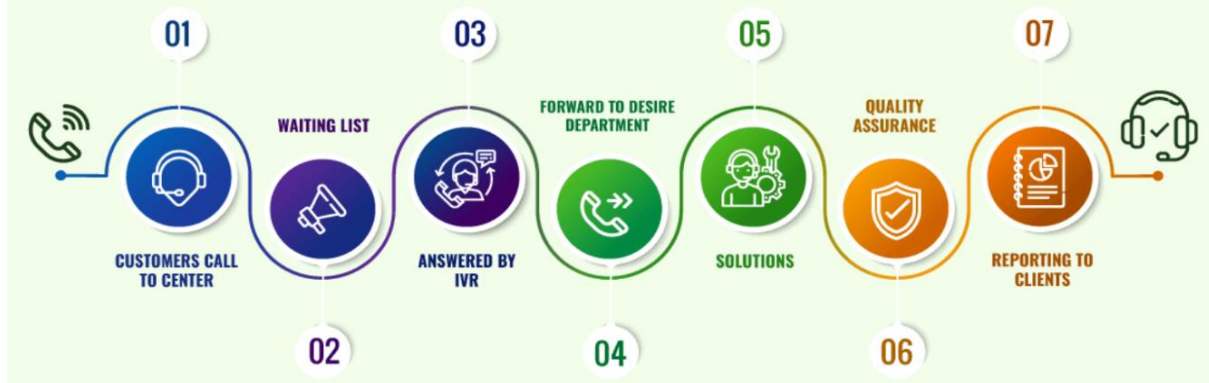 01
CUSTOMERS CALL
TO CENTER
WAITING LIST
02
03
ANSWERED BY
IVR
FORWARD TO DESIRE
DEPARTMENT
04
05
SOLUTIONS
QUALITY
ASSURANCE
06
07
REPORTING TO
CLIENTS